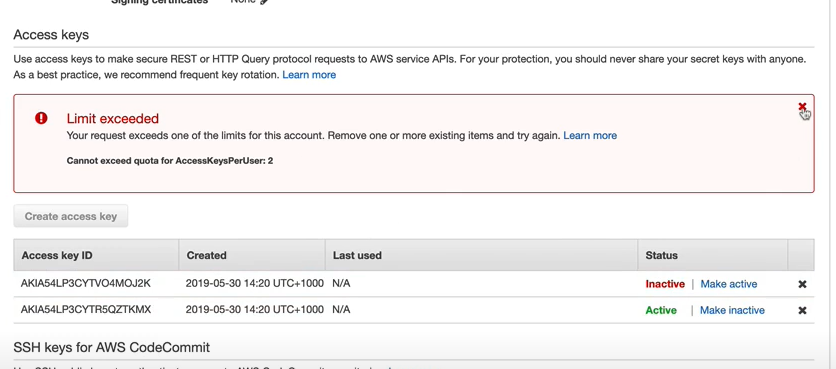 Signing certificates None
Access keys
Use access keys to make secure REST or HTTP Query protocol requests to AWS service APIs. For your protection, you should never share your secret keys with anyone.
As a best practice, we recommend frequent key rotation. Learn more
Limit exceeded
Your request exceeds one of the limits for this account. Remove one or more existing items and try again. Learn more
Cannot exceed quota for AccessKeysPerUser: 2
Create access key
Access key ID Created Last used Status
AKIA54LP3CYTVO4MOJ2K 2019-05-30 14:20 UTC+1000 N/A Inactive | Make active
AKIA54LP3CYTR5QZTKMX 2019-05-30 14:20 UTC+1000 N/A Active | Make inactive
SSH keys for AWS CodeCommit